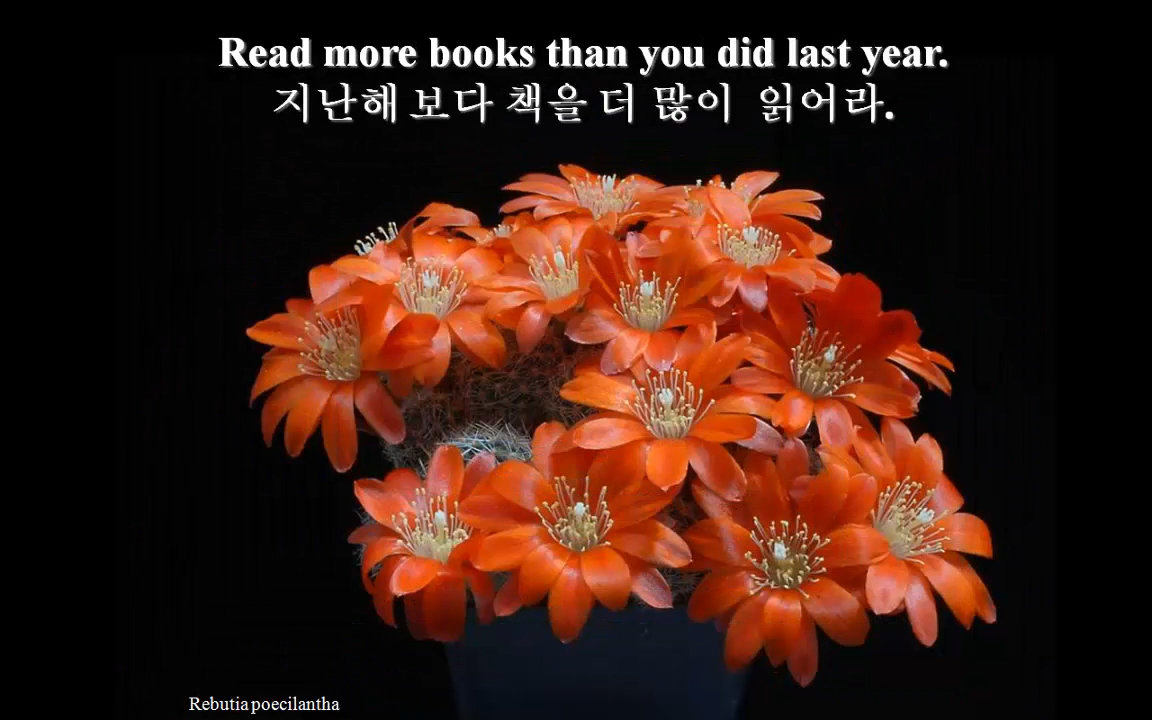 Read more books than you did last year.
지난해 보다 책을 더 많이 읽어라.
Rebutia poecilantha